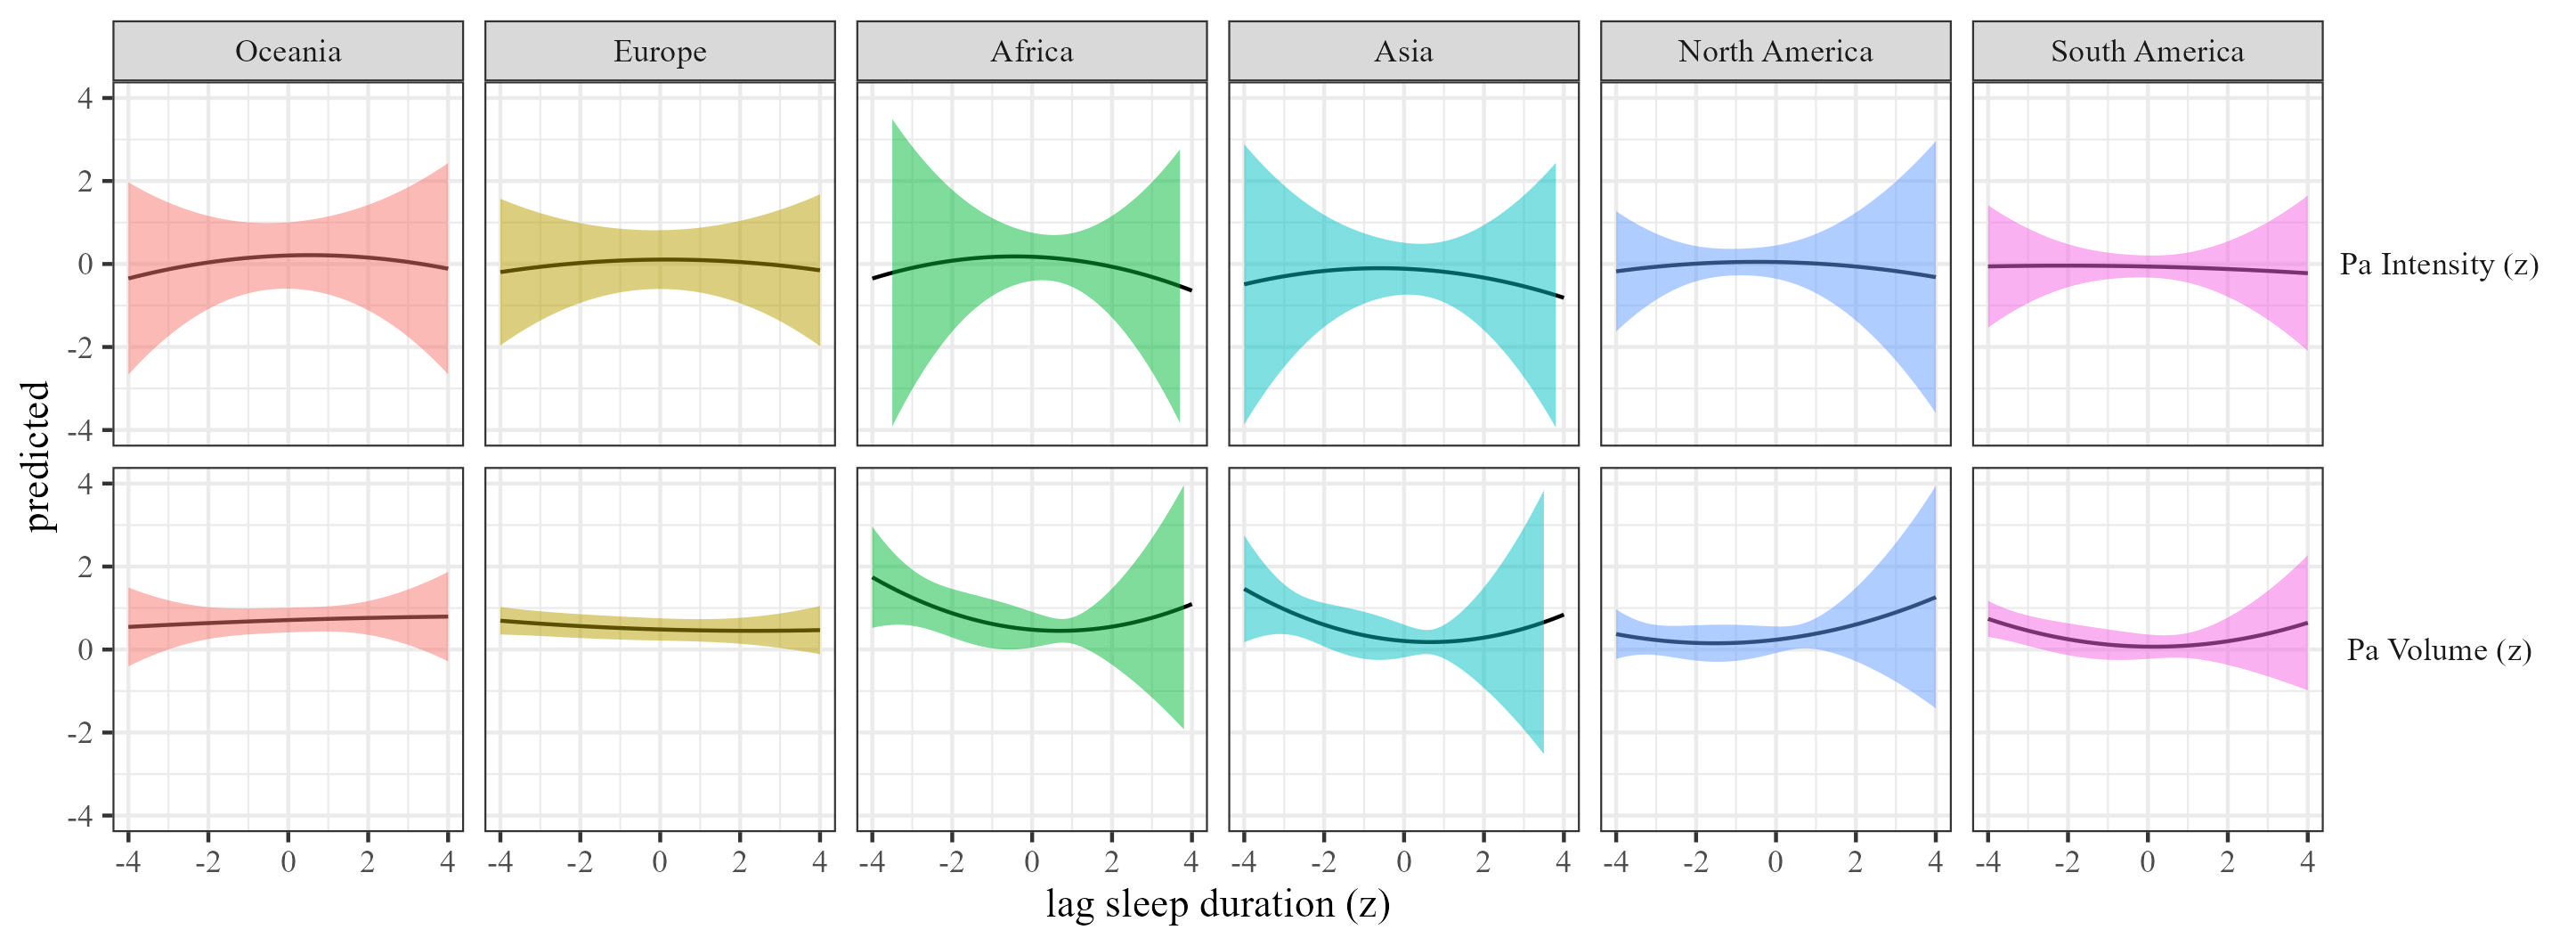 Oceania Europe Africa Asia North America South America
4
2
0
-2
-4
Pa Intensity (z)
predicted
4
2
0
-2
-4
Pa Volume (z)
-4 -2 0 2 4 -4 -2 0 2 4 -4 -2 0 2 4 -4 -2 0 2 4 -4 -2 0 2 4 -4 -2 0 2 4
lag sleep duration (z)